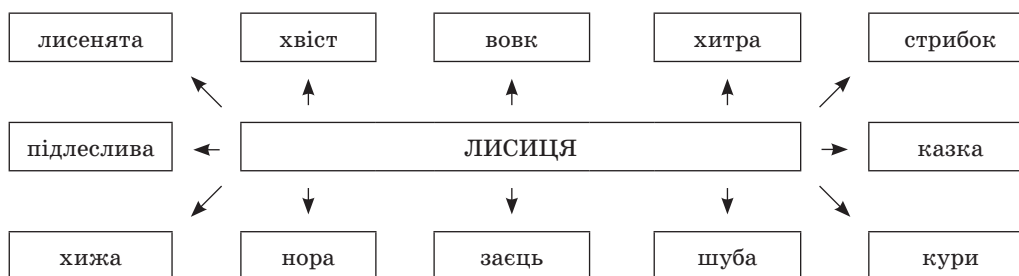 лисенята хвіст вовк хитра стрибок
підлеслива ЛИСИЦЯ казка
хижа нора заєць шуба кури